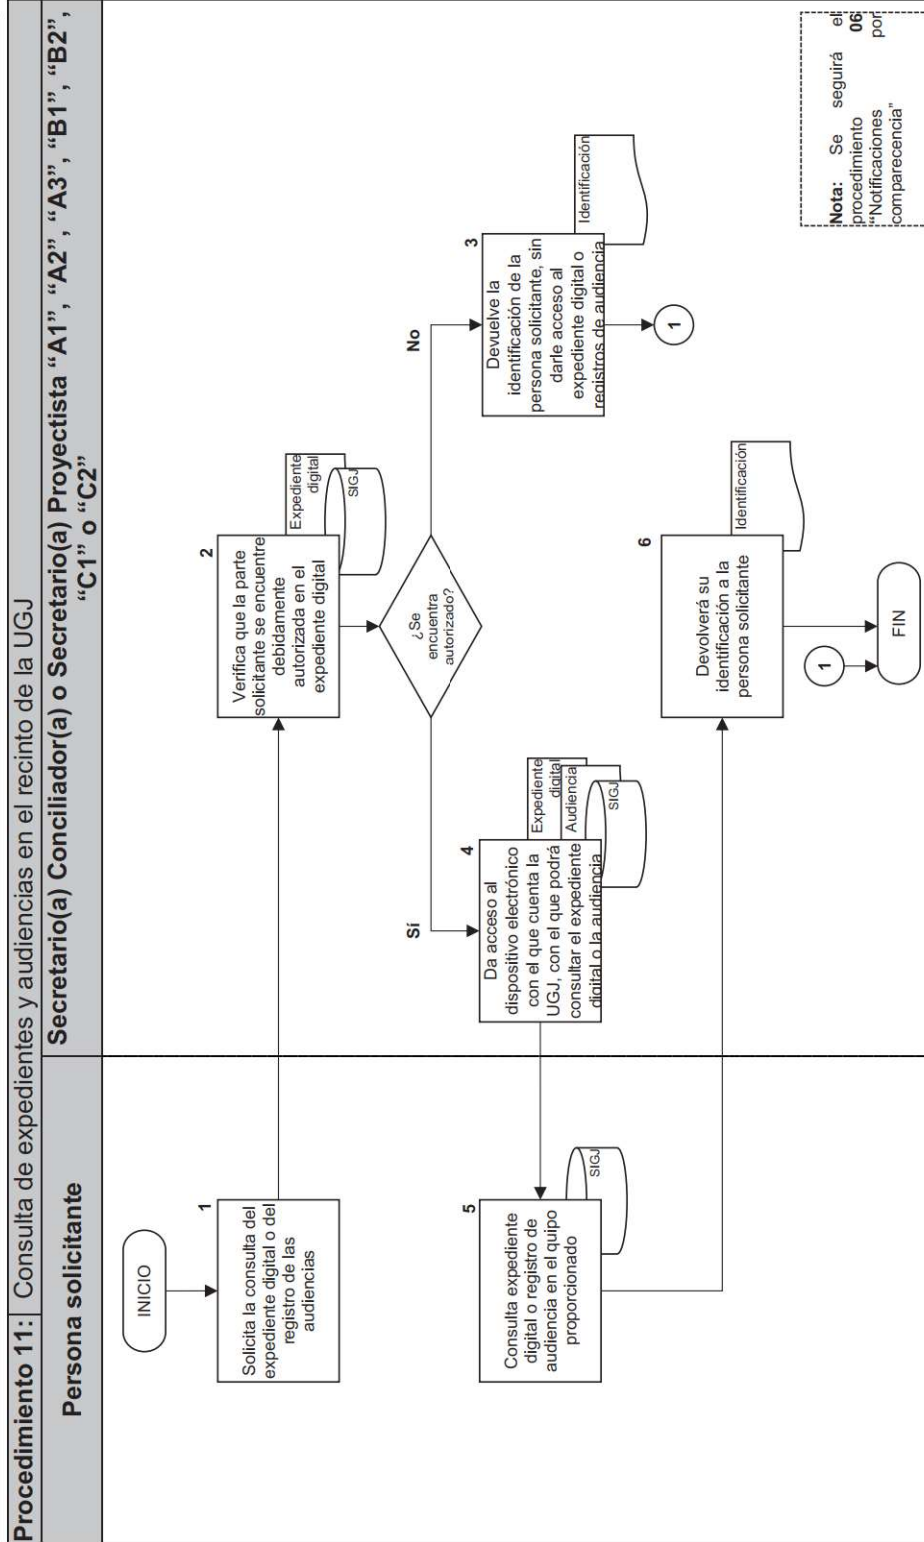 Procedimiento 11: Consulta de expedientes y audiencias en el recinto de la UGJ
Persona solicitante
Secretario(a) Conciliador(a) o Secretario(a) Proyectista “A1”, “A2”, “A3”, “B1”, “B2”,
“C1” o “C2”
INICIO
1
Solicita la consulta del
expediente digital o del
registro de las
audiencias
2
Verifica que la parte
solicitante se encuentre
debidamente
autorizada en el
expediente digital
Expediente
digital
SIGJ
¿Se
encuentra
autorizado?
No
3
Devuelve la
identificación de la
persona solicitante, sin
darle acceso al
expediente digital o
registros de audiencia
Identificación
1
Sí
4
Da acceso al
dispositivo electrónico
con el que cuenta la
UGJ, con el que podrá
consultar el expediente
digital o la audiencia
Expediente
digital
Audiencia
SIGJ
5
Consulta expediente
digital o registro de
audiencia en el quipo
proporcionado
SIGJ
6
Devolverá su
identificación a la
persona solicitante
Identificación
1
FIN
Nota: Se seguirá el
procedimiento 06
“Notificaciones por
comparecencia”